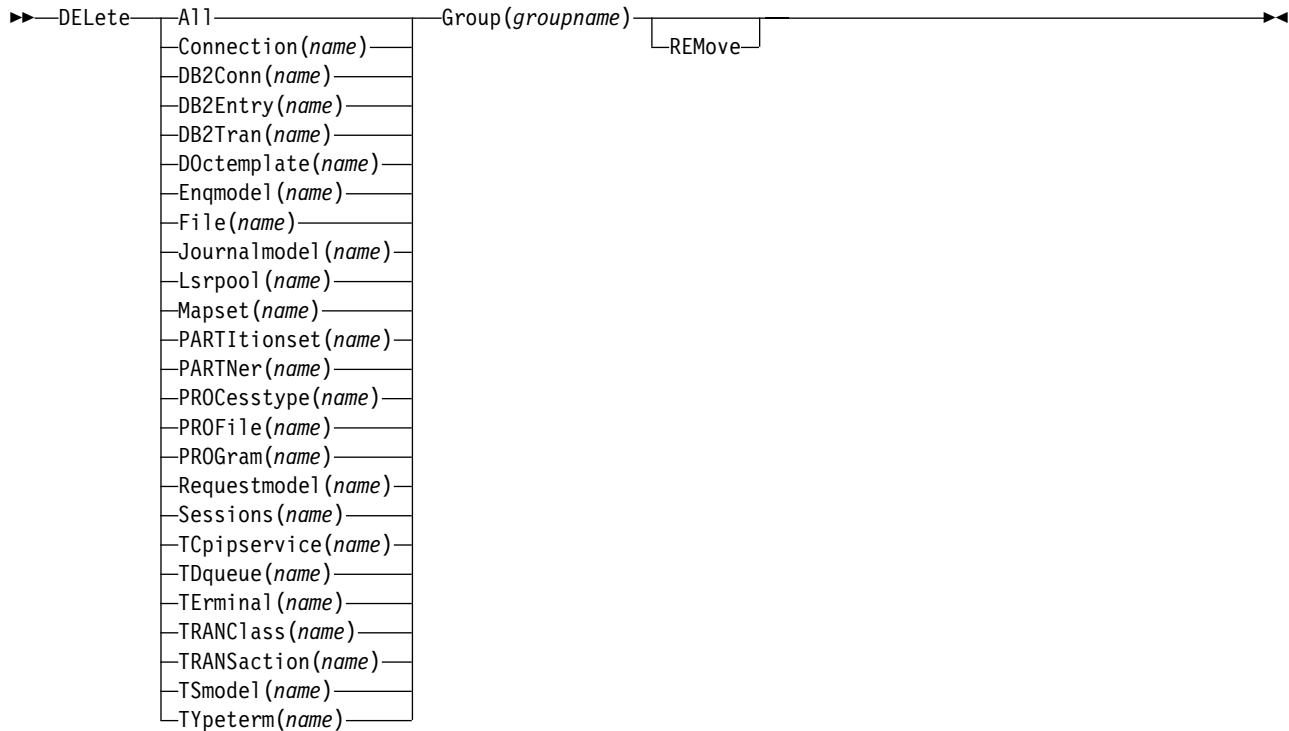 DELete All Group(groupname)
Connection(name) REMove
DB2Conn(name)
DB2Entry(name)
DB2Tran(name)
DOctemplate(name)
Enqmodel(name)
File(name)
Journalmodel(name)
Lsrpool(name)
Mapset(name)
PARTItionset(name)
PARTNer(name)
PROCesstype(name)
PROFile(name)
PROGram(name)
Requestmodel(name)
Sessions(name)
TCpipservice(name)
TDqueue(name)
TErminal(name)
TRANClass(name)
TRANSaction(name)
TSmodel(name)
TYpeterm(name)